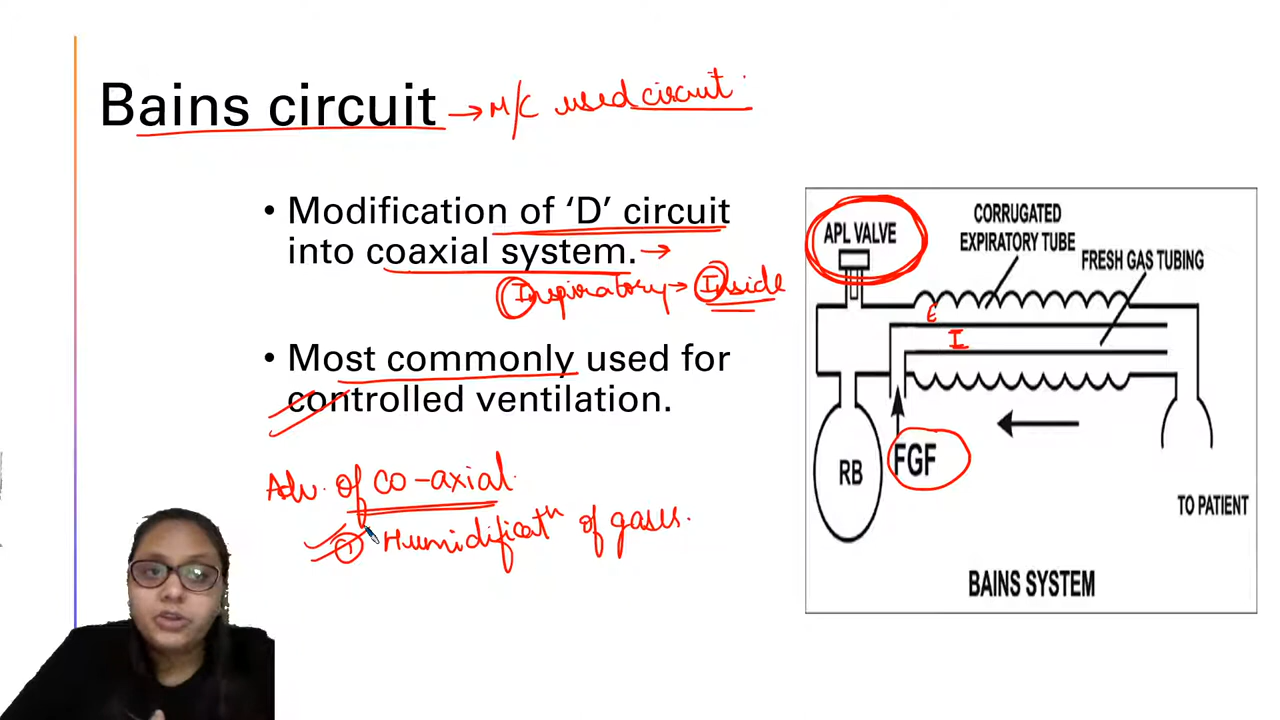 Bains circuit → M/C used circuit
• Modification of 'D' circuit
into coaxial system. →
Inspiratory → Inside
• Most commonly used for
controlled ventilation.
Adv. of co-axial.
① Humidificatⁿ of gases.
APL VALVE
CORRUGATED
EXPIRATORY TUBE
FRESH GAS TUBING
E
I
RB
FGF
TO PATIENT
BAINS SYSTEM